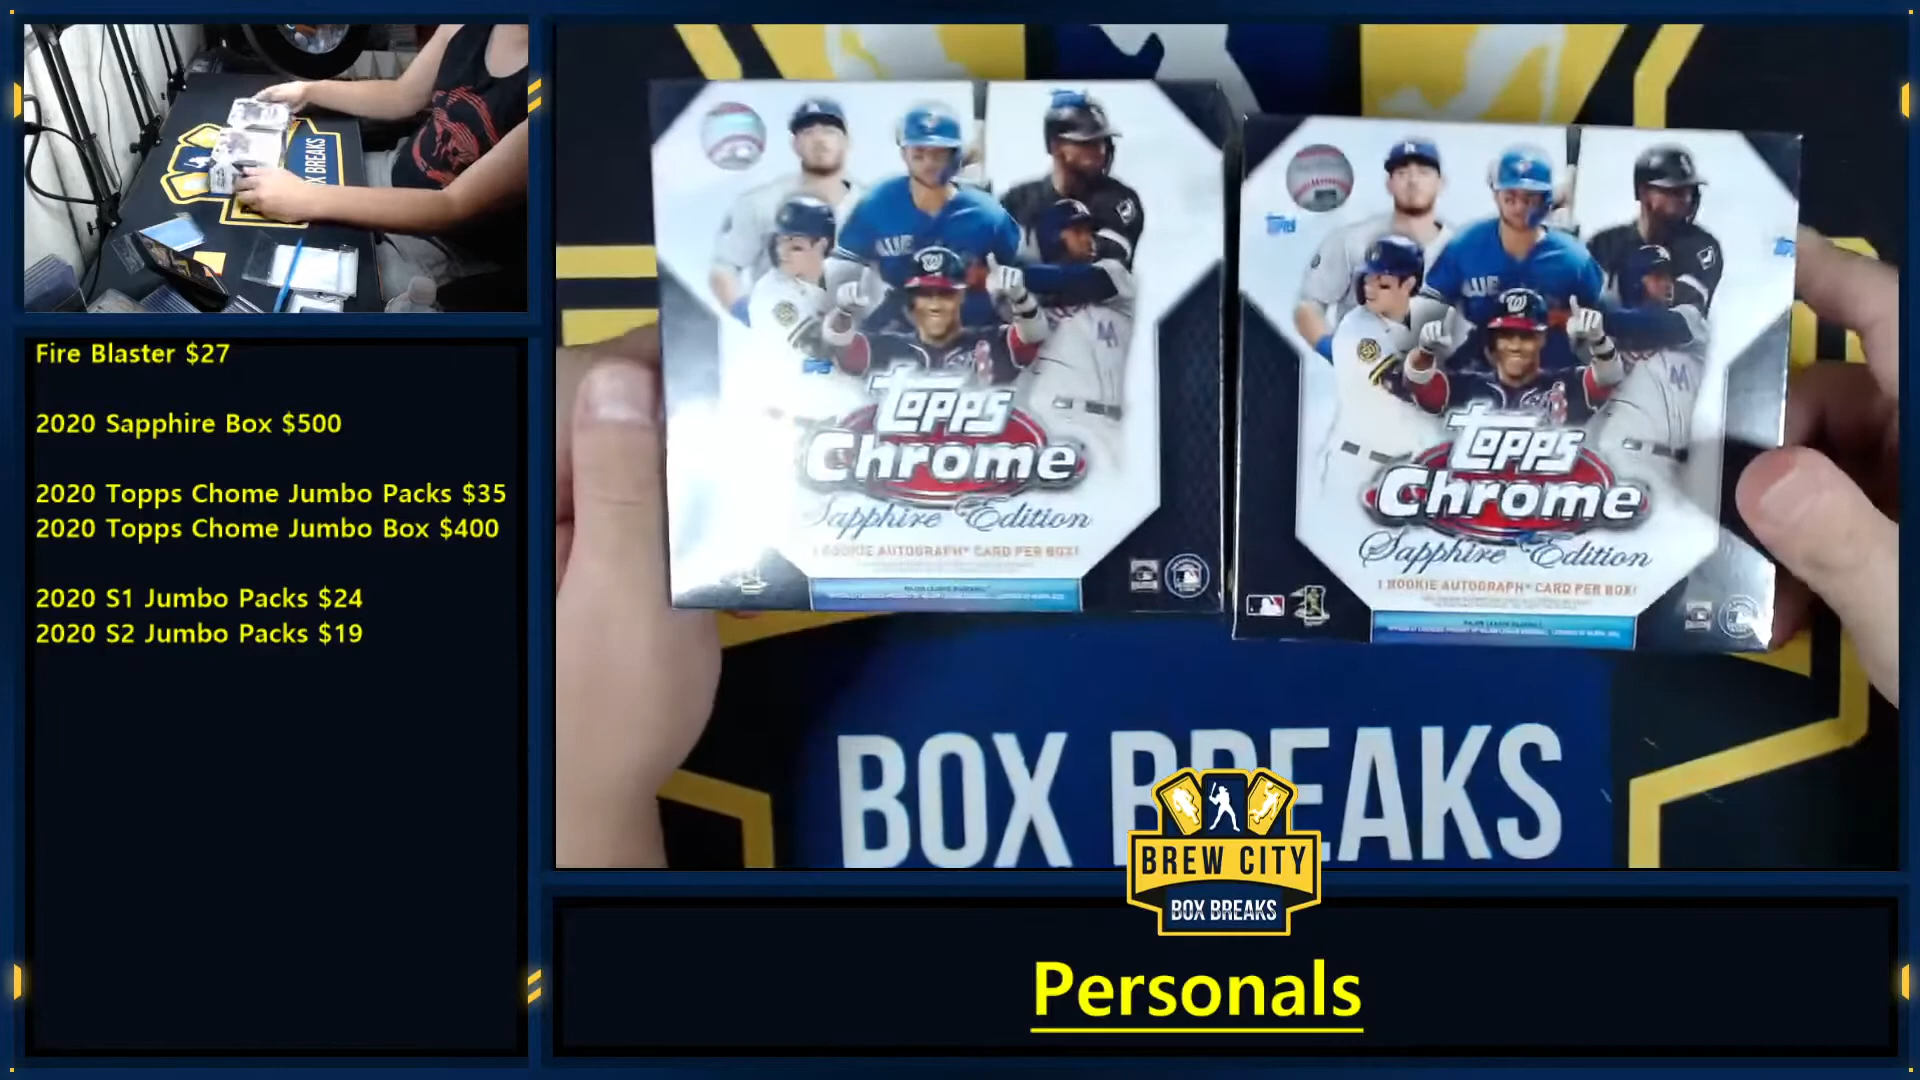 Fire Blaster $27
2020 Sapphire Box $500
2020 Topps Chome Jumbo Packs $35
2020 Topps Chome Jumbo Box $400
2020 S1 Jumbo Packs $24
2020 S2 Jumbo Packs $19
Topps
Chrome
Sapphire Edition
1 ROOKIE AUTOGRAPH* CARD PER BOX!
Topps
Chrome
Sapphire Edition
1 ROOKIE AUTOGRAPH* CARD PER BOX!
BOX BREAKS
BREW CITY
BOX BREAKS
Personals